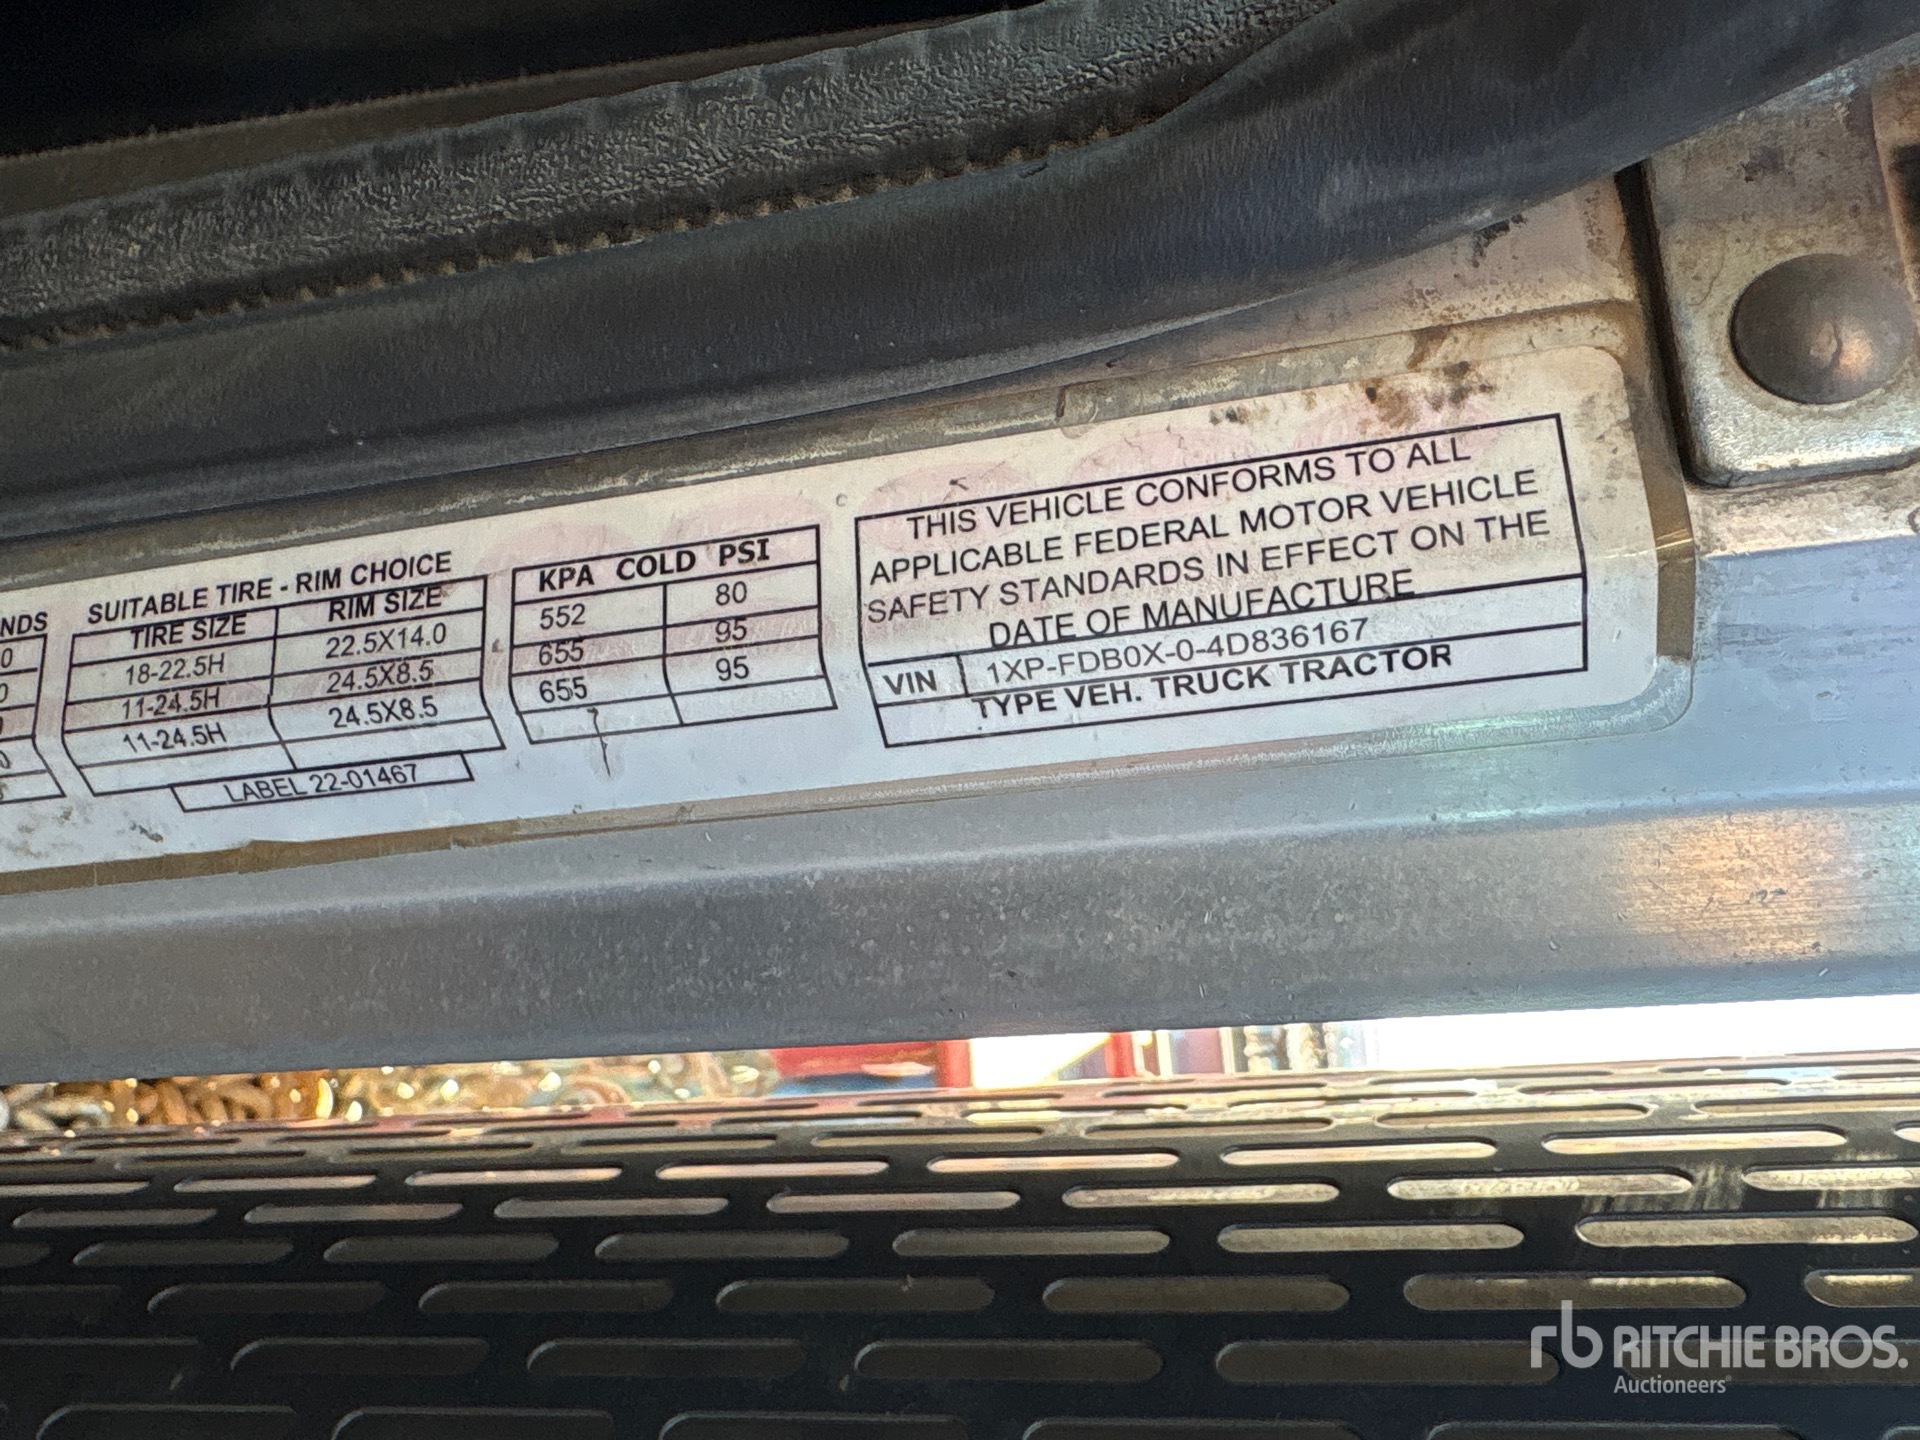 NDS
SUITABLE TIRE - RIM CHOICE
TIRE SIZE RIM SIZE
18-22.5H 22.5X14.0
11-24.5H 24.5X8.5
11-24.5H 24.5X8.5
LABEL 22-01467
KPA COLD PSI
552 80
655 95
655 95
THIS VEHICLE CONFORMS TO ALL
APPLICABLE FEDERAL MOTOR VEHICLE
SAFETY STANDARDS IN EFFECT ON THE
DATE OF MANUFACTURE
VIN 1XP-FDB0X-0-4D836167
TYPE VEH. TRUCK TRACTOR
rb RITCHIE BROS.
Auctioneers